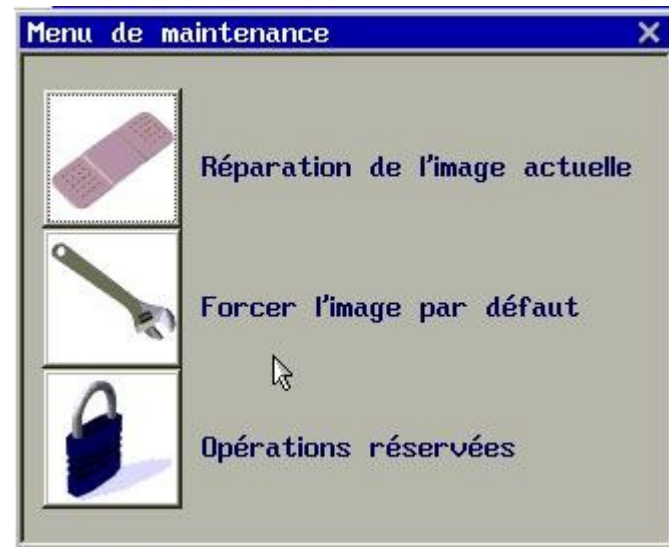 Menu de maintenance
Réparation de l'image actuelle
Forcer l'image par défaut
Opérations réservées